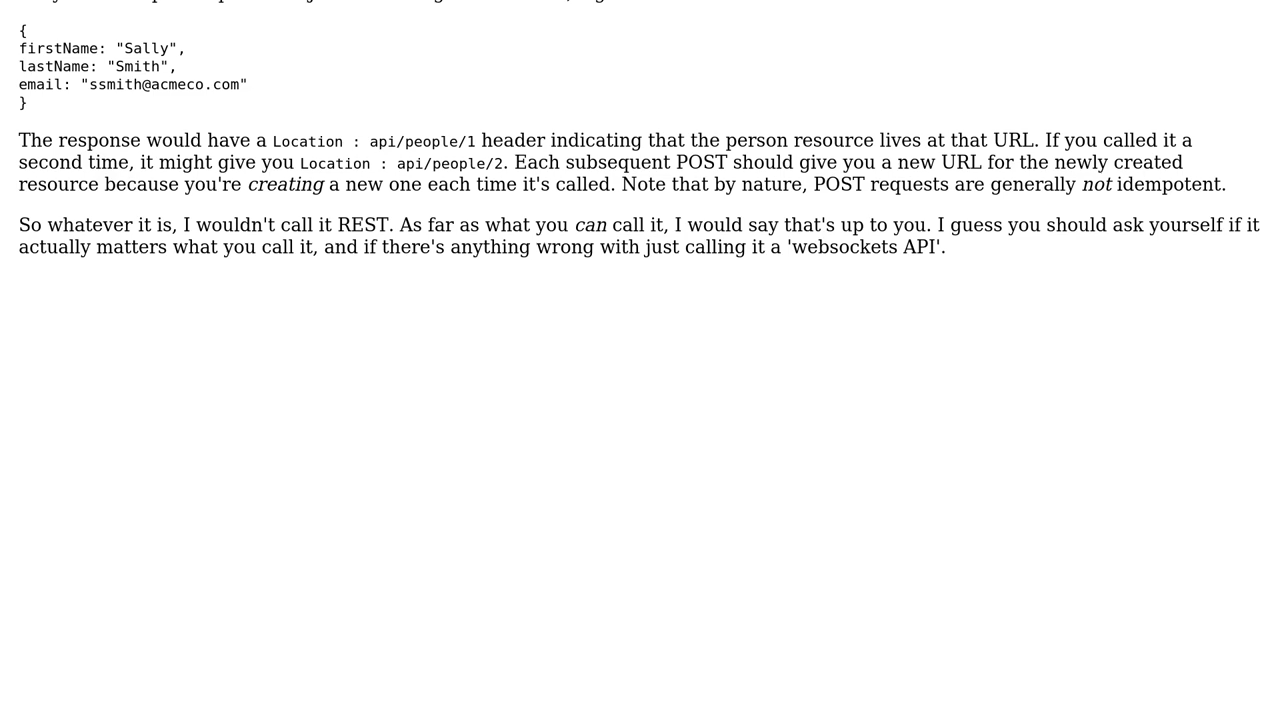 {
firstName: "Sally",
lastName: "Smith",
email: "ssmith@acmeco.com"
}
The response would have a Location : api/people/1 header indicating that the person resource lives at that URL. If you called it a
second time, it might give you Location : api/people/2. Each subsequent POST should give you a new URL for the newly created
resource because you're creating a new one each time it's called. Note that by nature, POST requests are generally not idempotent.
So whatever it is, I wouldn't call it REST. As far as what you can call it, I would say that's up to you. I guess you should ask yourself if it
actually matters what you call it, and if there's anything wrong with just calling it a 'websockets API'.